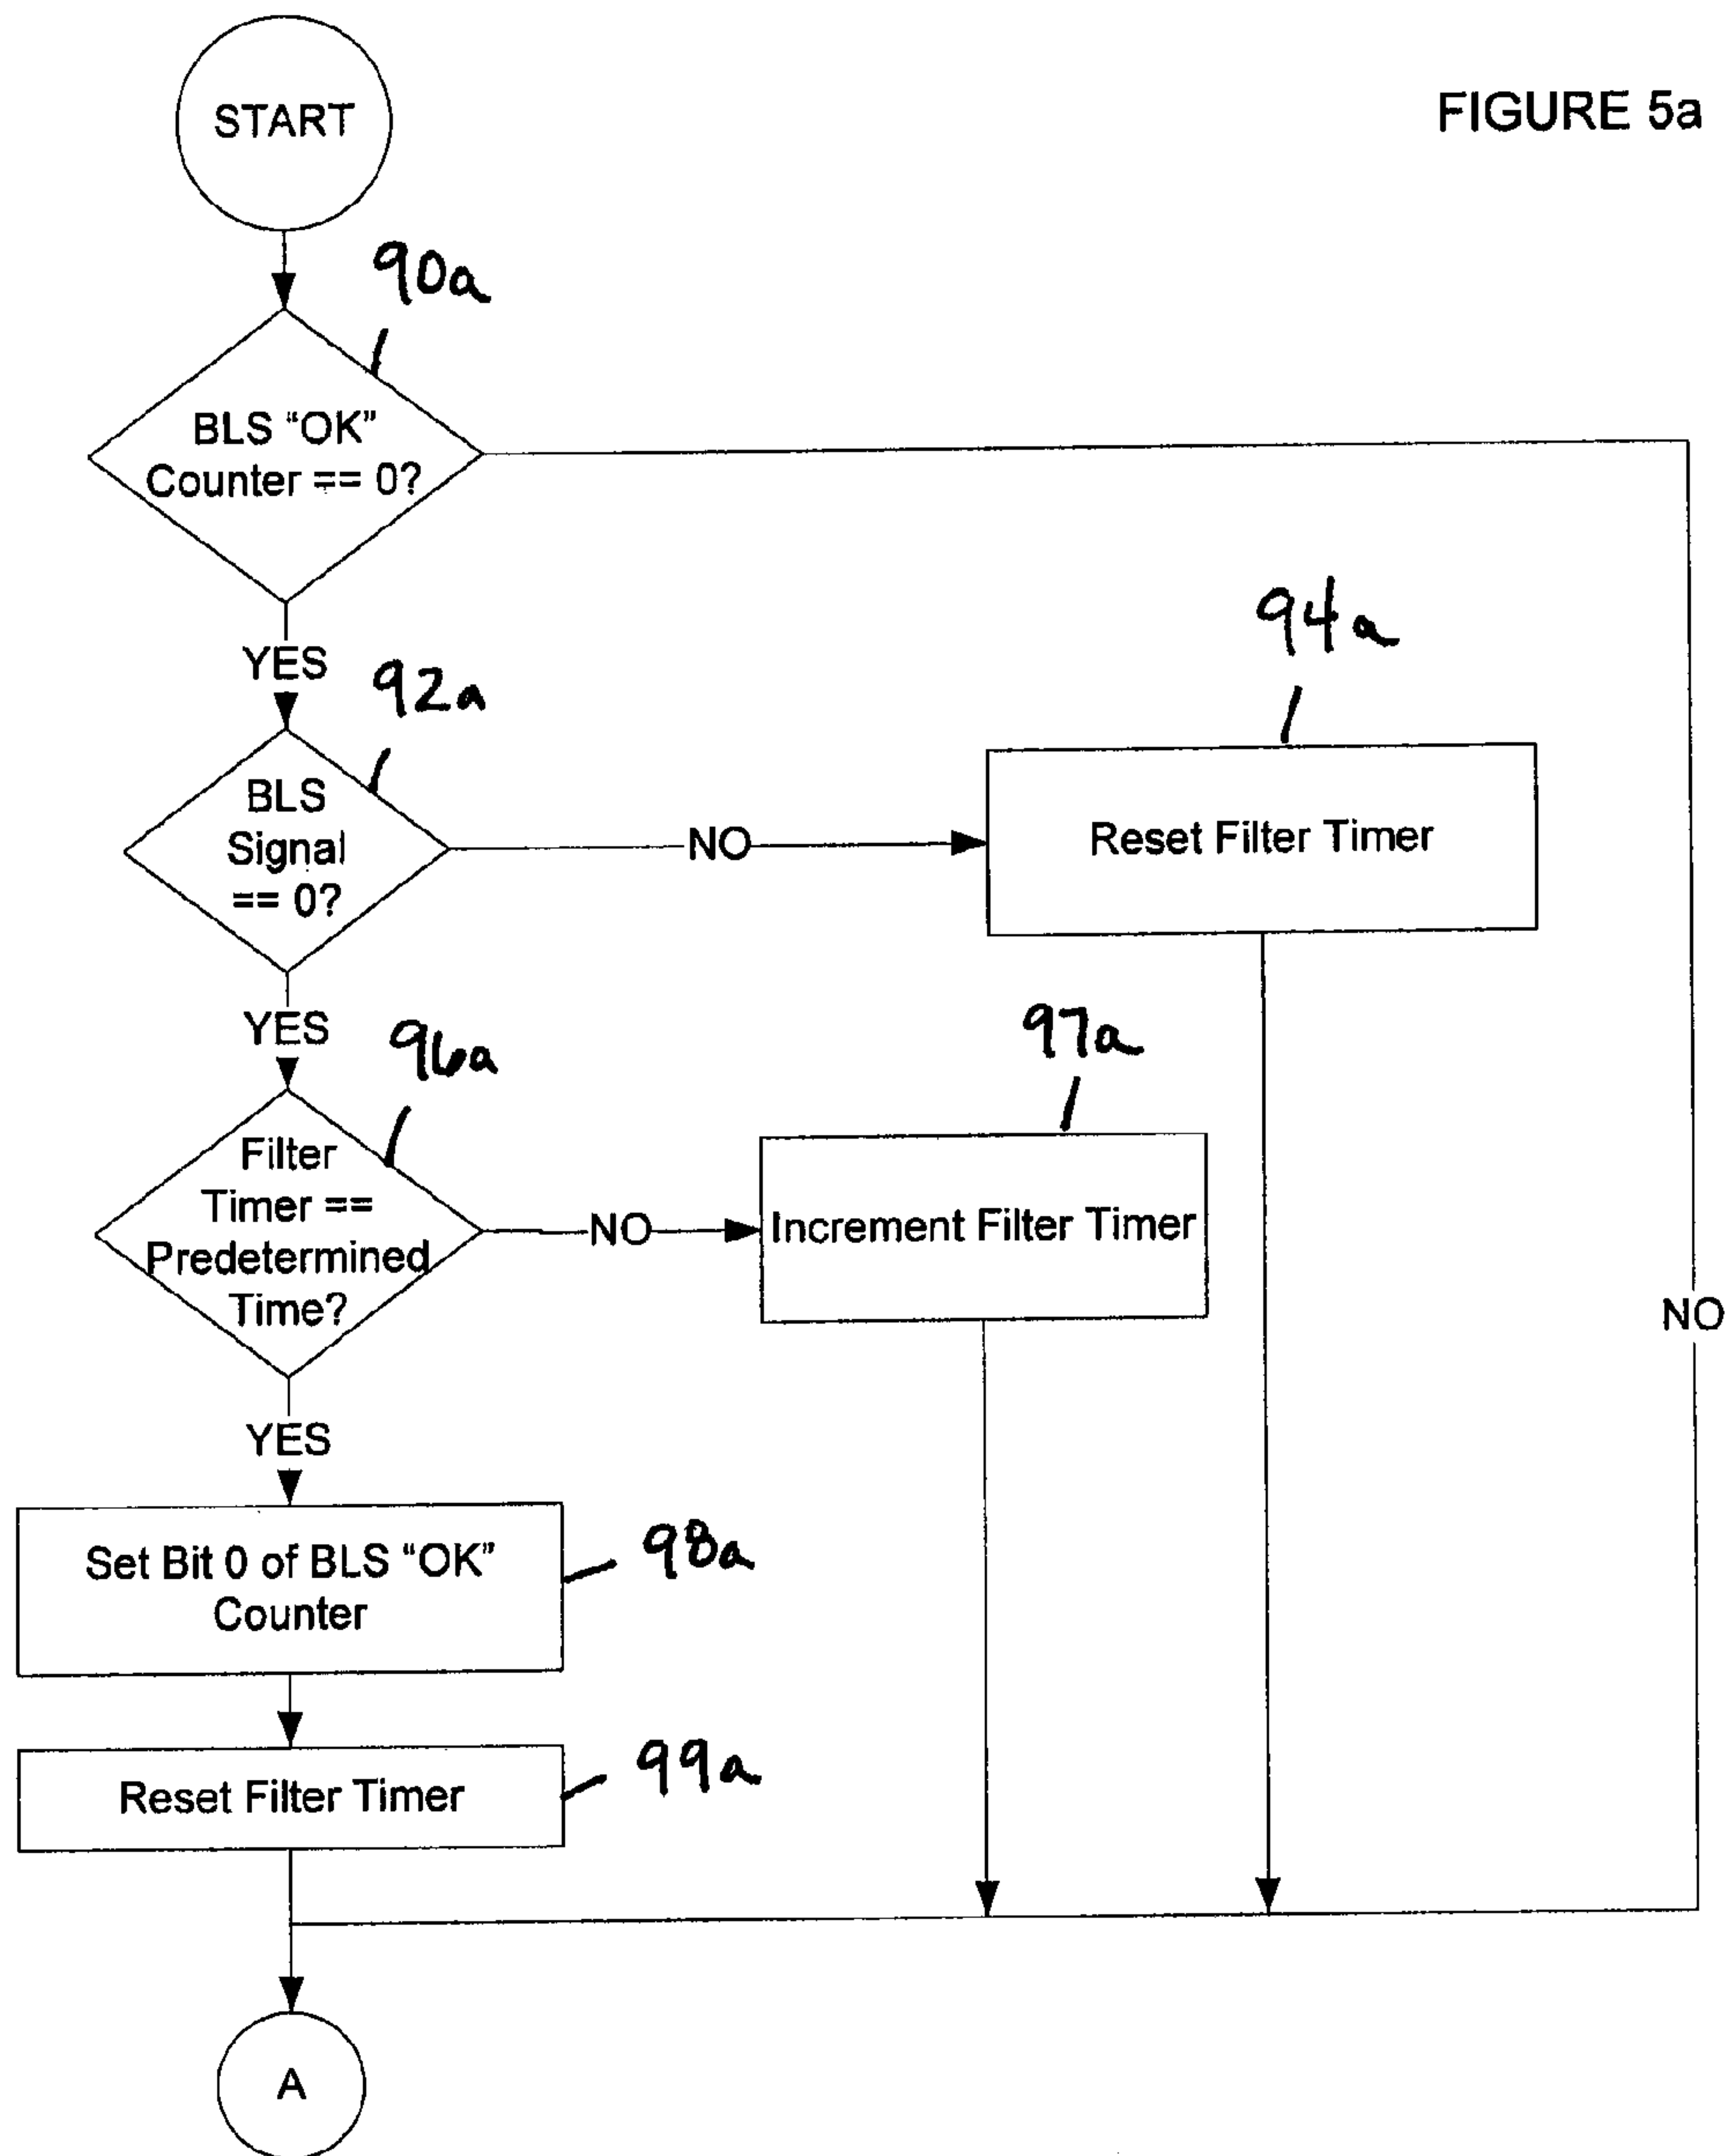 FIGURE 5a
START
90a
BLS “OK”
Counter == 0?
YES
92a
94a
BLS
Signal
== 0?
NO
Reset Filter Timer
YES
96a
97a
Filter
Timer ==
Predetermined
Time?
NO
Increment Filter Timer
NO
YES
Set Bit 0 of BLS “OK”
Counter
98a
Reset Filter Timer
99a
A